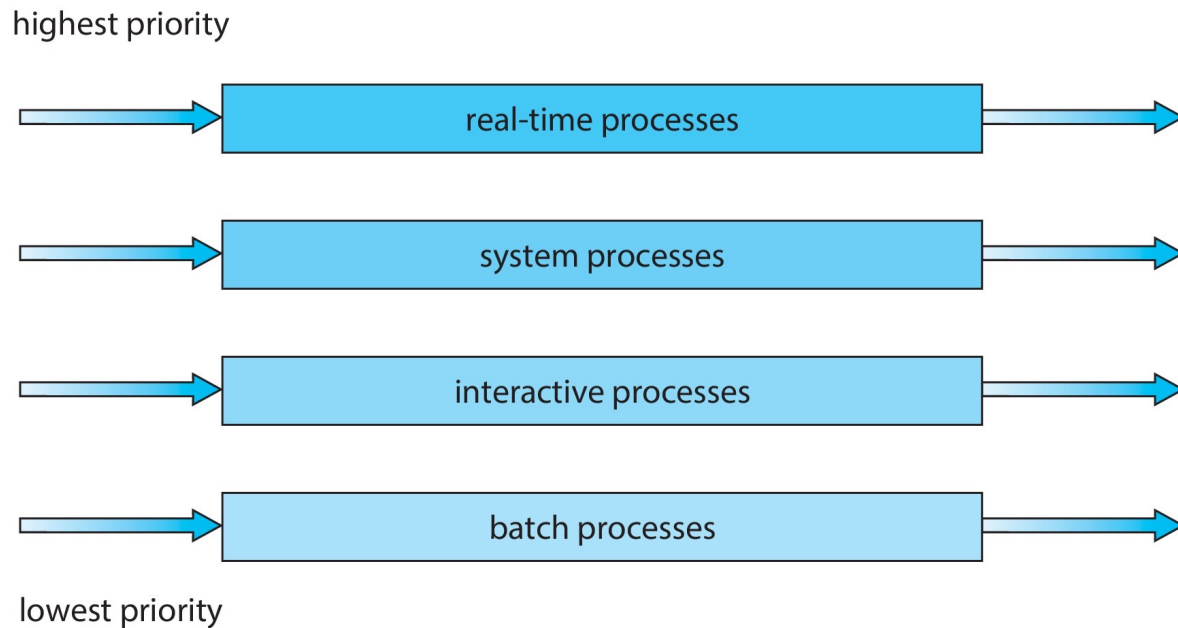 highest priority
real-time processes
system processes
interactive processes
batch processes
lowest priority